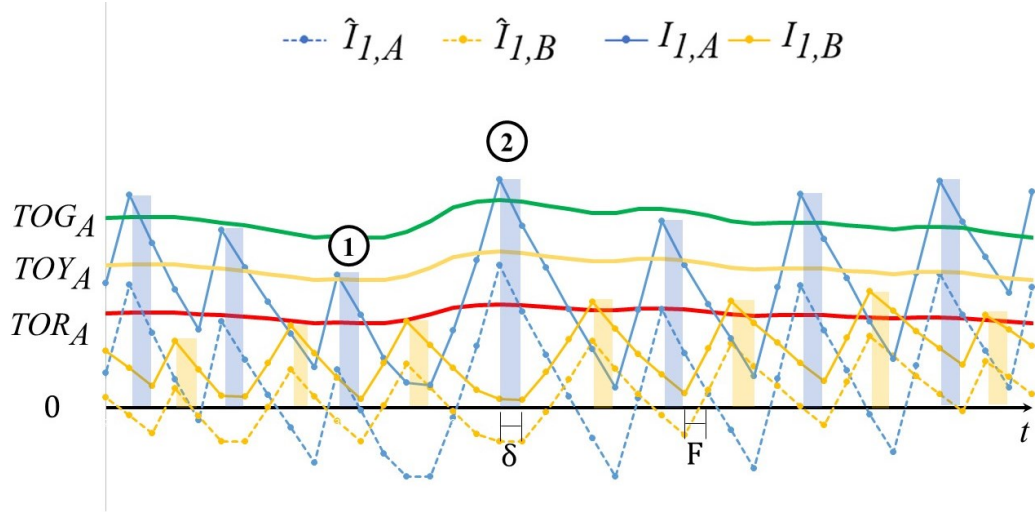 Î1,A Î1,B I1,A I1,B
2
TOGA
1
TOYA
TORA
0
t
δ F